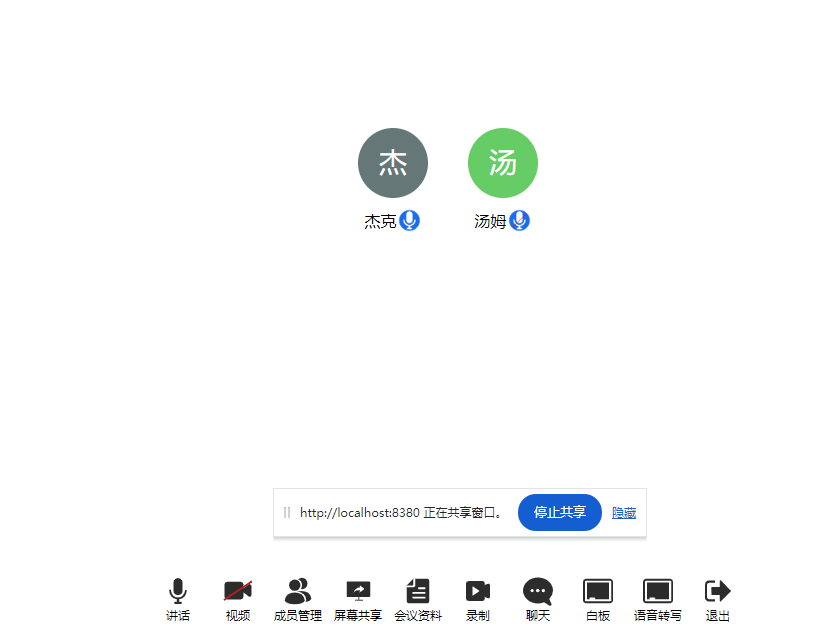 杰 汤
杰克 汤姆
http://localhost:8380 正在共享窗口。 停止共享 隐藏
讲话 视频 成员管理 屏幕共享 会议资料 录制 聊天 白板 语音转写 退出